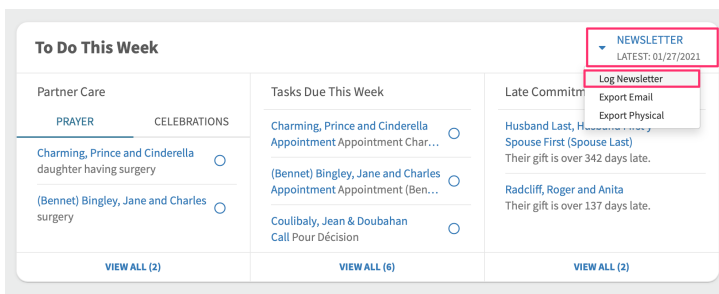 To Do This Week
NEWSLETTER
LATEST: 01/27/2021
Log Newsletter
Export Email
Export Physical
Partner Care
PRAYER
CELEBRATIONS
Charming, Prince and Cinderella
daughter having surgery
(Bennet) Bingley, Jane and Charles
surgery
VIEW ALL (2)
Tasks Due This Week
Charming, Prince and Cinderella
Appointment Appointment Char…
(Bennet) Bingley, Jane and Charles
Appointment Appointment (Ben…
Coulibaly, Jean & Doubahan
Call Pour Décision
VIEW ALL (6)
Late
Husband Last,
Spouse First (Spouse Last)
Their gift is over 342 days late.
Radcliff, Roger and Anita
Their gift is over 137 days late.
VIEW ALL (2)